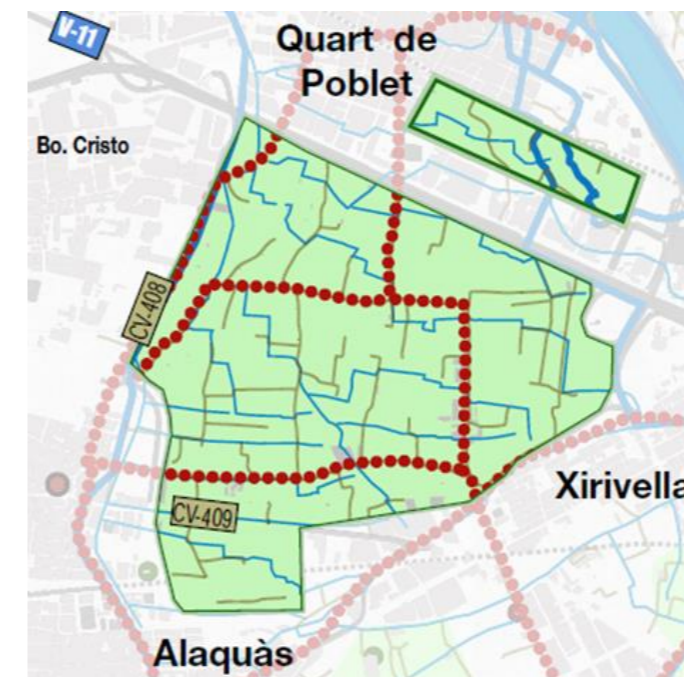 V-11
Quart de
Poblet
Bo. Cristo
CV-408
Xirivella
CV-409
Alaquàs